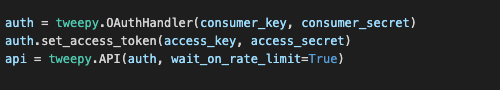 auth = tweepy.OAuthHandler(consumer_key, consumer_secret)
auth.set_access_token(access_key, access_secret)
api = tweepy.API(auth, wait_on_rate_limit=True)